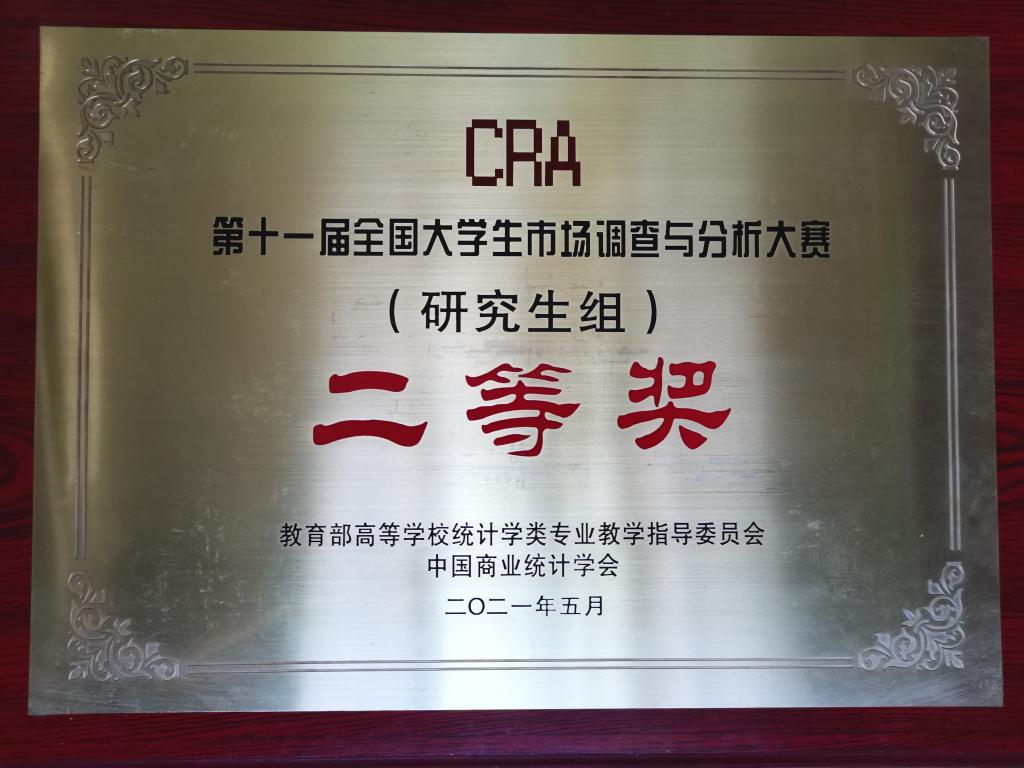 CRA
第十一届全国大学生市场调查与分析大赛
（研究生组）
二等奖
教育部高等学校统计学类专业教学指导委员会
中国商业统计学会
二〇二一年五月